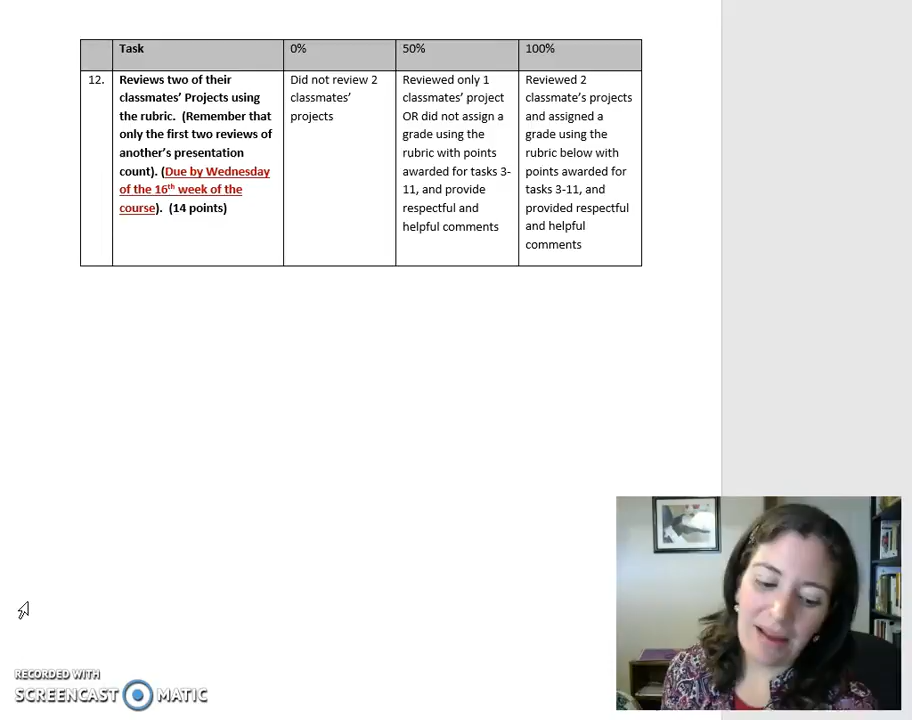 Task
0%
50%
100%
12.
Reviews two of their
classmates’ Projects using
the rubric.  (Remember that
only the first two reviews of
another’s presentation
count). (Due by Wednesday
of the 16th week of the
course).  (14 points)
Did not review 2
classmates’
projects
Reviewed only 1
classmates’ project
OR did not assign a
grade using the
rubric with points
awarded for tasks 3-
11, and provide
respectful and
helpful comments
Reviewed 2
classmate’s projects
and assigned a
grade using the
rubric below with
points awarded for
tasks 3-11, and
provided respectful
and helpful
comments
RECORDED WITH
SCREENCAST MATIC